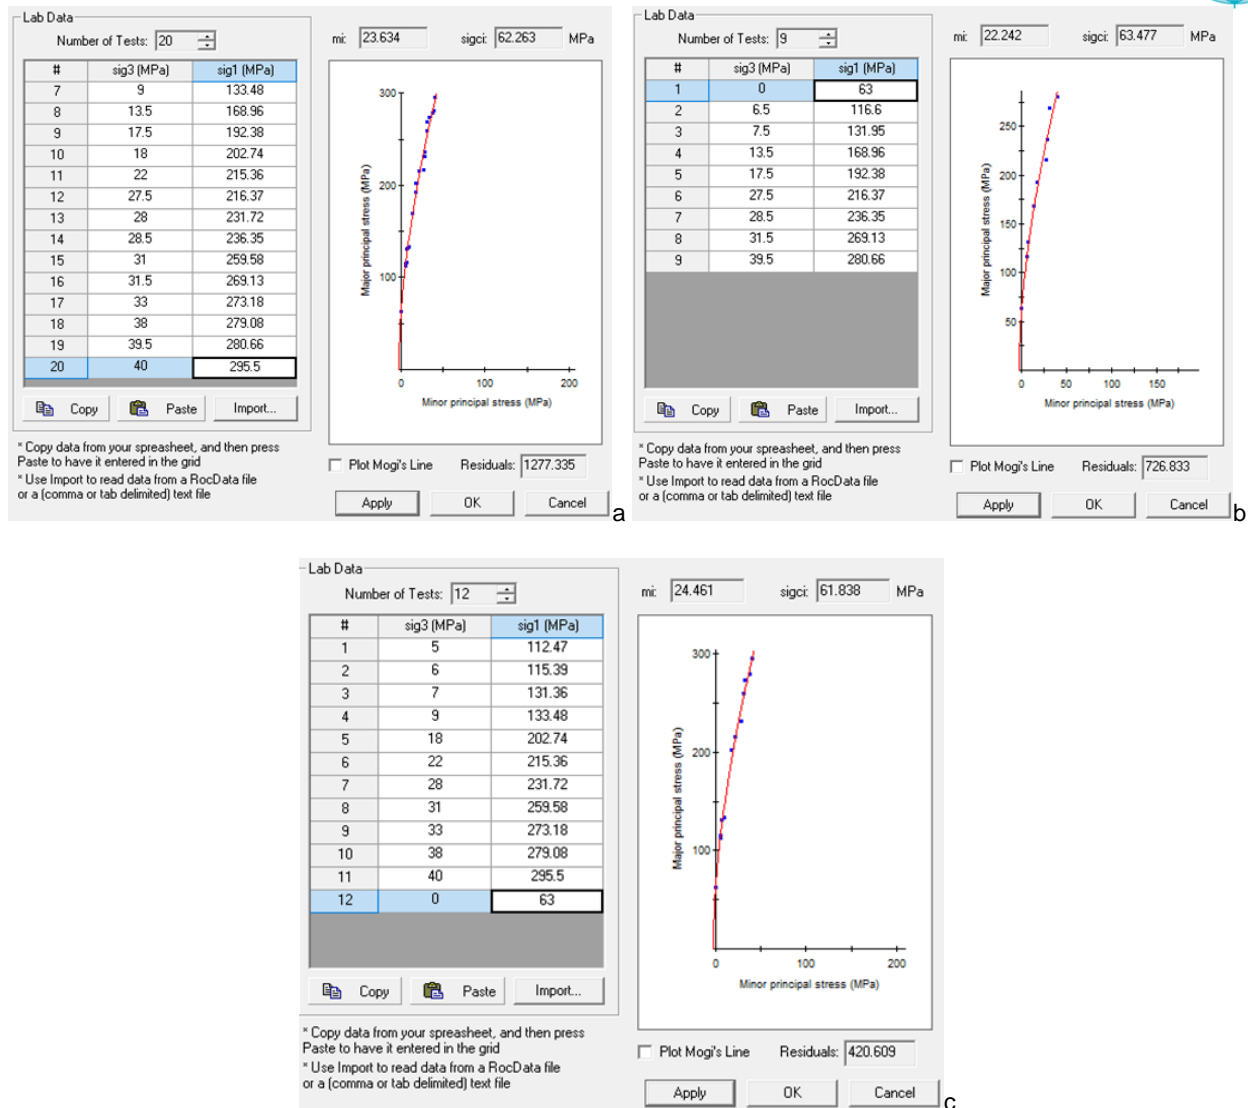 Lab Data
Number of Tests: 20
mi: 23.634 sigci: 62.263 MPa
# sig3 (MPa) sig1 (MPa)
7 9 133.48
8 13.5 168.96
9 17.5 192.38
10 18 202.74
11 22 215.36
12 27.5 216.37
13 28 231.72
14 28.5 236.35
15 31 259.58
16 31.5 269.13
17 33 273.18
18 38 279.08
19 39.5 280.66
20 40 295.5
Copy Paste Import...
* Copy data from your spreasheet, and then press
Paste to have it entered in the grid
* Use Import to read data from a RocData file
or a (comma or tab delimited) text file
Major principal stress (MPa)
300
200
100
0 100 200
Minor principal stress (MPa)
Plot Mogi's Line Residuals: 1277.335
Apply OK Cancel
a
Lab Data
Number of Tests: 9
mi: 22.242 sigci: 63.477 MPa
# sig3 (MPa) sig1 (MPa)
1 0 63
2 6.5 116.6
3 7.5 131.95
4 13.5 168.96
5 17.5 192.38
6 27.5 216.37
7 28.5 236.35
8 31.5 269.13
9 39.5 280.66
Copy Paste Import...
* Copy data from your spreasheet, and then press
Paste to have it entered in the grid
* Use Import to read data from a RocData file
or a (comma or tab delimited) text file
Major principal stress (MPa)
250
200
150
100
50
0 50 100 150
Minor principal stress (MPa)
Plot Mogi's Line Residuals: 726.833
Apply OK Cancel
b
Lab Data
Number of Tests: 12
mi: 24.461 sigci: 61.838 MPa
# sig3 (MPa) sig1 (MPa)
1 5 112.47
2 6 115.39
3 7 131.36
4 9 133.48
5 18 202.74
6 22 215.36
7 28 231.72
8 31 259.58
9 33 273.18
10 38 279.08
11 40 295.5
12 0 63
Copy Paste Import...
* Copy data from your spreasheet, and then press
Paste to have it entered in the grid
* Use Import to read data from a RocData file
or a (comma or tab delimited) text file
Major principal stress (MPa)
300
200
100
0 100 200
Minor principal stress (MPa)
Plot Mogi's Line Residuals: 420.609
Apply OK Cancel
c